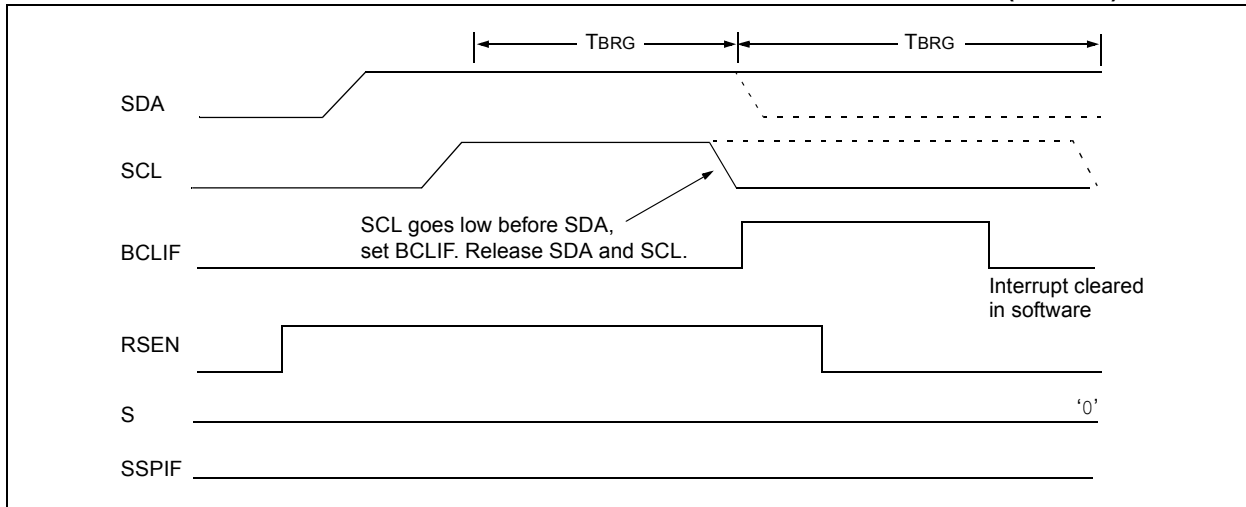 TBRG TBRG
SDA
SCL
SCL goes low before SDA,
set BCLIF. Release SDA and SCL.
BCLIF
Interrupt cleared
in software
RSEN
S
‘0’
SSPIF